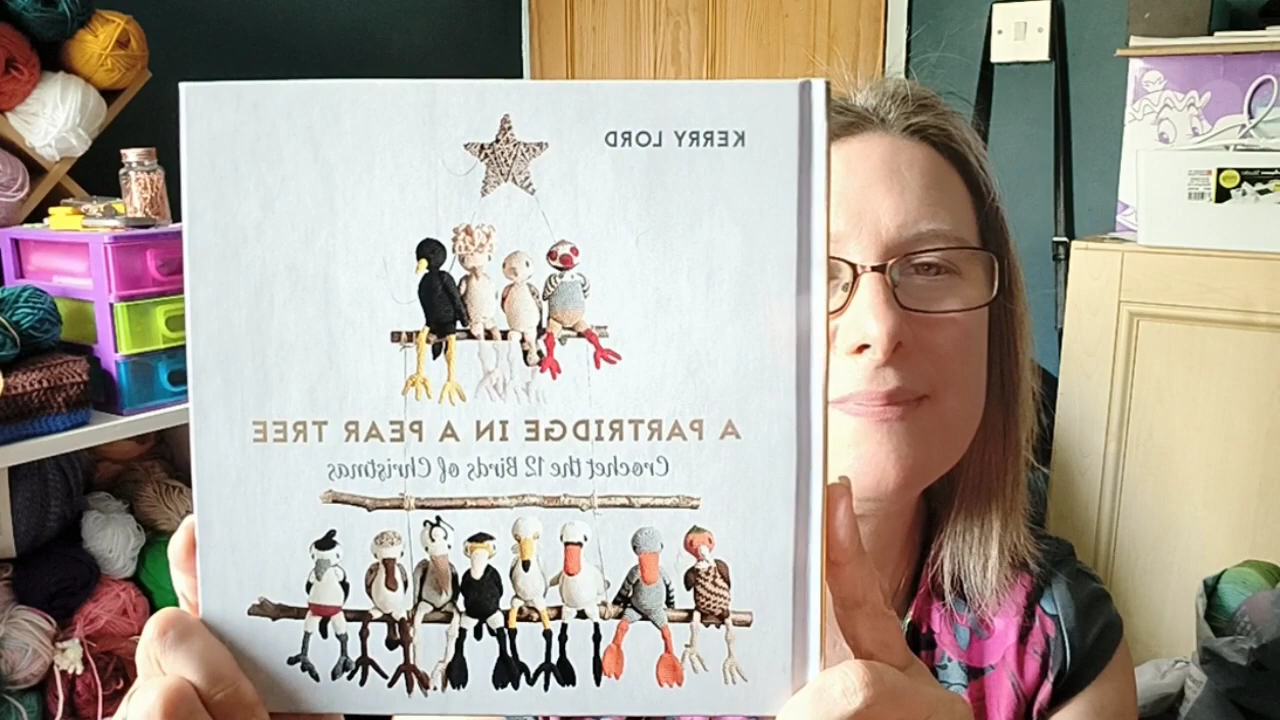 KERRY LORD
A PARTRIDGE IN A PEAR TREE
Crochet the 12 Birds of Christmas